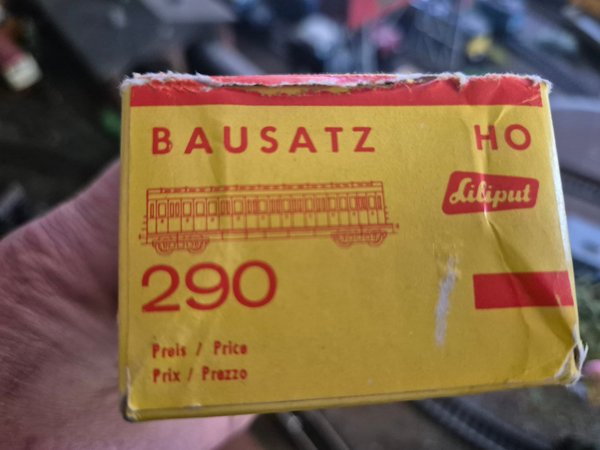 BAUSATZ HO
Liliput
290
Preis / Price
Prix / Prezzo